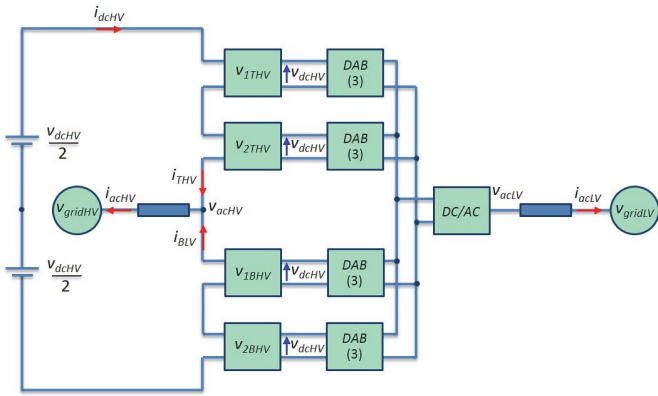 i_dcHV
v_1THV
v_dcHV
DAB
(3)
v_dcHV
2
v_2THV
v_dcHV
DAB
(3)
i_THV
i_acHV
v_gridHV
v_acHV
i_BLV
DC/AC
v_acLV
i_acLV
v_gridLV
v_dcHV
2
v_1BHV
v_dcHV
DAB
(3)
v_2BHV
v_dcHV
DAB
(3)